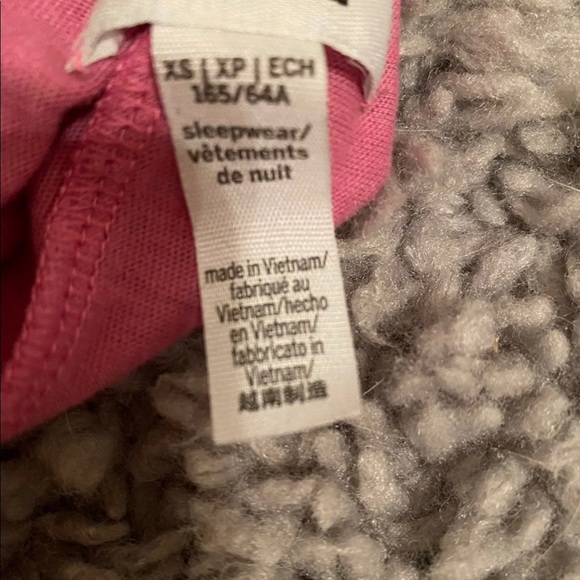 XS | XP | ECH
165/64A
sleepwear/
vêtements
de nuit
made in Vietnam/
fabriqué au
Vietnam/hecho
en Vietnam/
fabbricato in
Vietnam/
越南制造